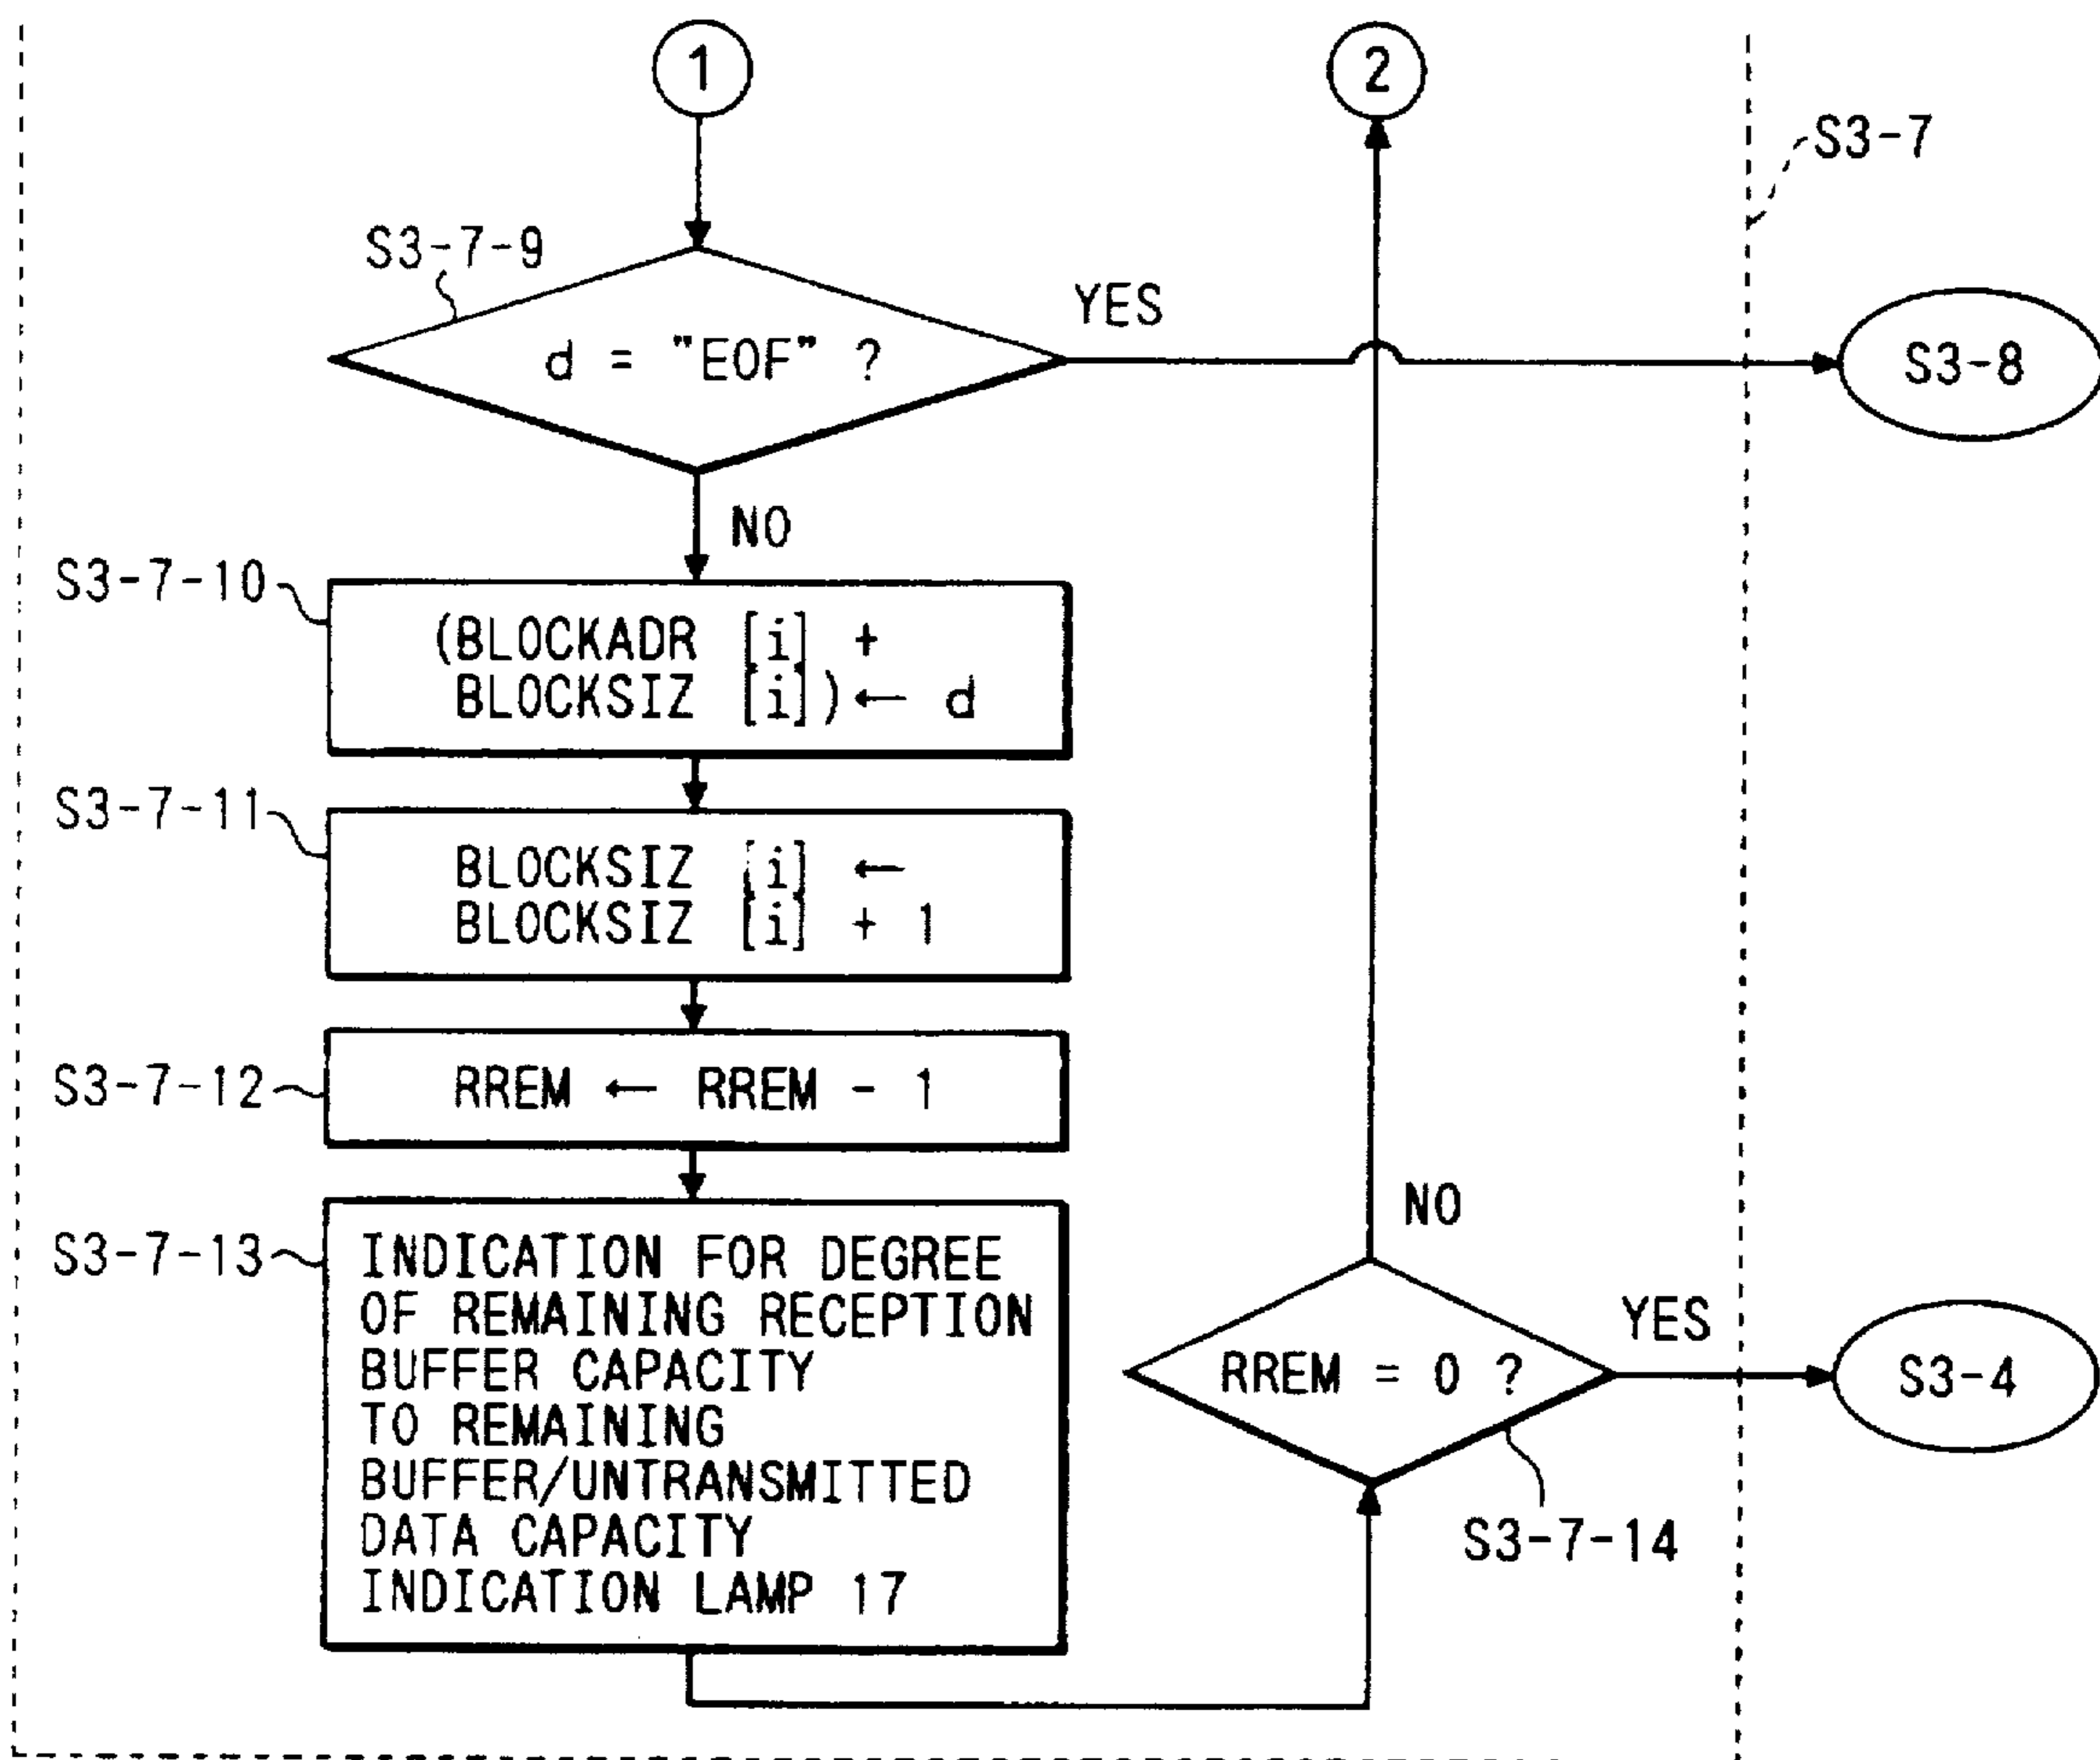 1
2
S3-7
S3-7-9
YES
d = "EOF" ?
S3-8
NO
S3-7-10
(BLOCKADR [i] +
BLOCKSIZ [i]) ← d
S3-7-11
BLOCKSIZ [i] ←
BLOCKSIZ [i] + 1
S3-7-12
RREM ← RREM - 1
S3-7-13
INDICATION FOR DEGREE
OF REMAINING RECEPTION
BUFFER CAPACITY
TO REMAINING
BUFFER/UNTRANSMITTED
DATA CAPACITY
INDICATION LAMP 17
NO
YES
RREM = 0 ?
S3-4
S3-7-14